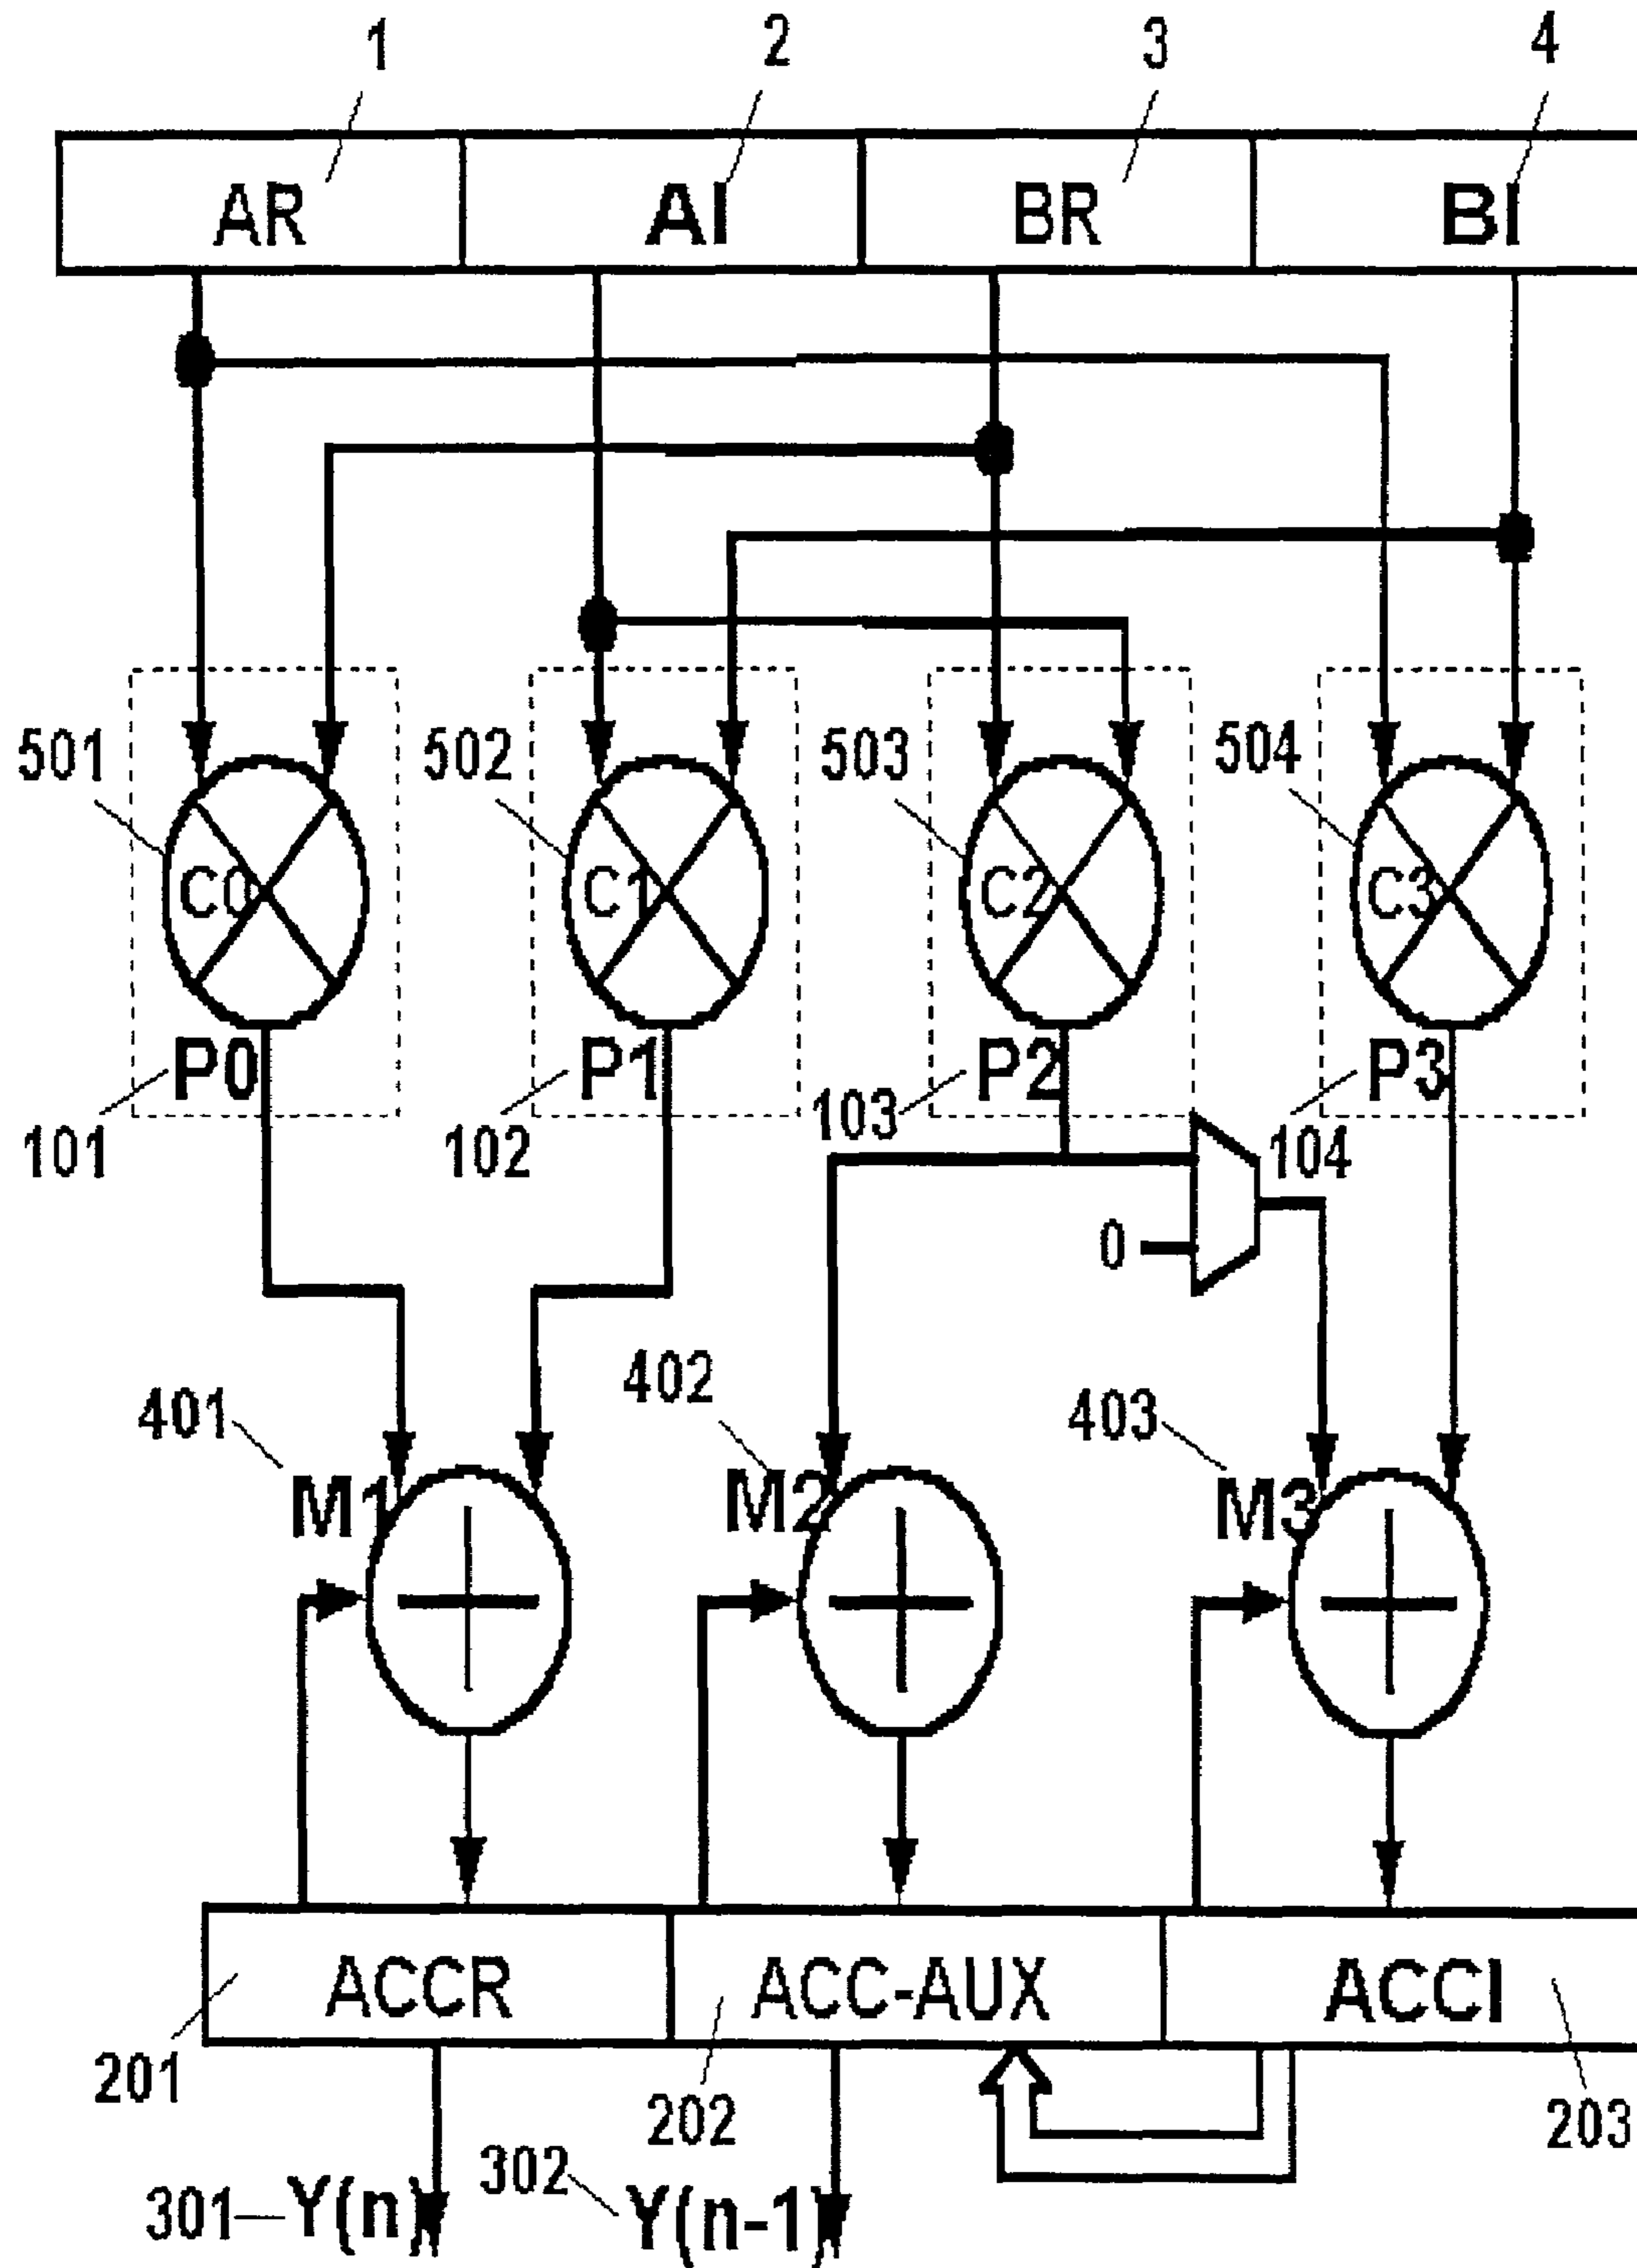 1 2 3 4
AR AI BR BI
501 502 503 504
C0 C1 C2 C3
P0 P1 P2 P3
101 102 103 104
0
401 402 403
M1 M2 M3
ACCR ACC-AUX ACCI
201 202 203
301 Y(n) 302 Y(n-1)